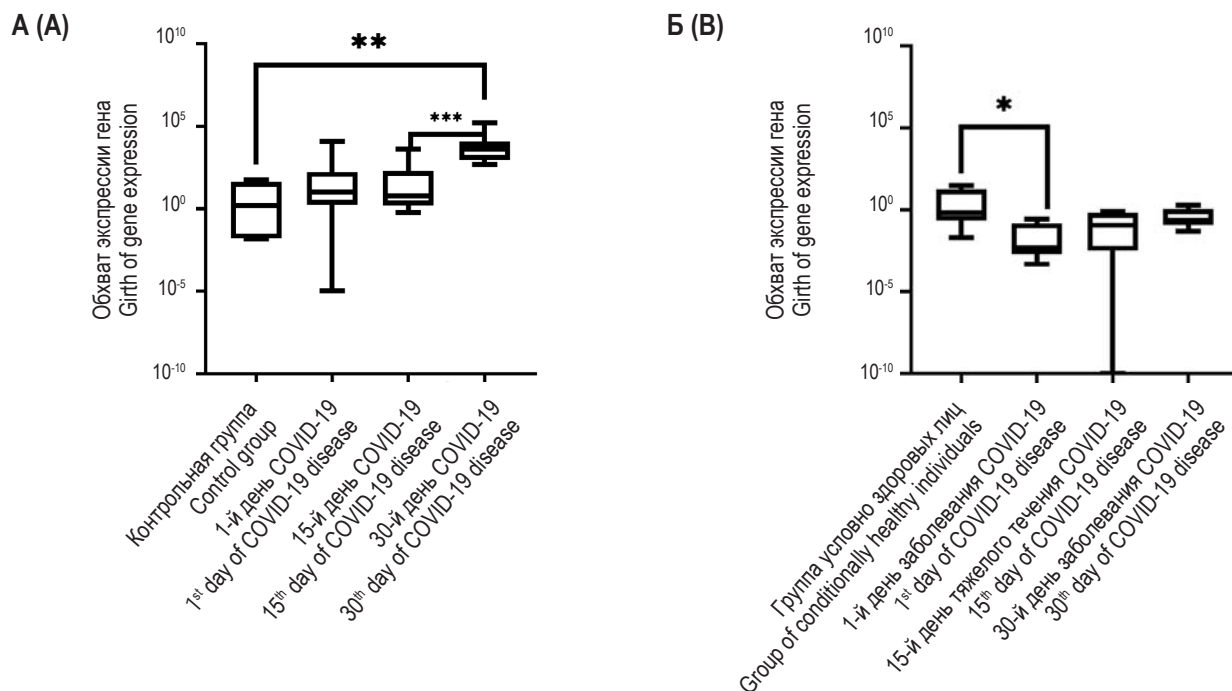 А (A)
10¹⁰
10⁵
10⁰
10⁻⁵
10⁻¹⁰
Обхват экспрессии гена
Girth of gene expression
**
***
Контрольная группа
Control group
1-й день COVID-19
1st day of COVID-19 disease
15-й день COVID-19
15th day of COVID-19 disease
30-й день COVID-19
30th day of COVID-19 disease
Б (B)
10¹⁰
10⁵
10⁰
10⁻⁵
10⁻¹⁰
Обхват экспрессии гена
Girth of gene expression
*
Группа условно здоровых лиц
Group of conditionally healthy individuals
1-й день заболевания COVID-19
1st day of COVID-19 disease
15-й день тяжелого течения COVID-19
15th day of COVID-19 disease
30-й день заболевания COVID-19
30th day of COVID-19 disease